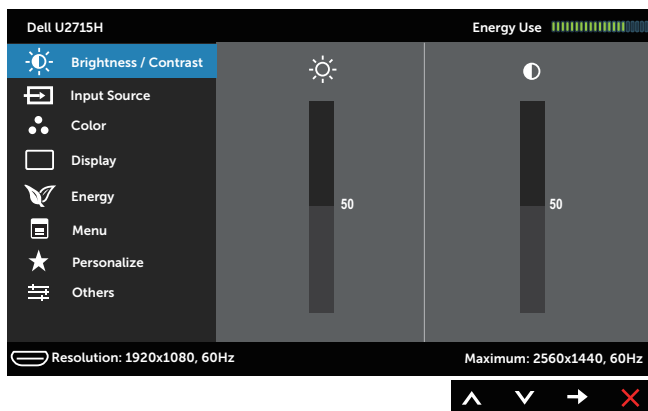 Dell U2715H
Energy Use
Brightness / Contrast
Input Source
Color
Display
Energy
Menu
Personalize
Others
50
50
Resolution: 1920x1080, 60Hz
Maximum: 2560x1440, 60Hz